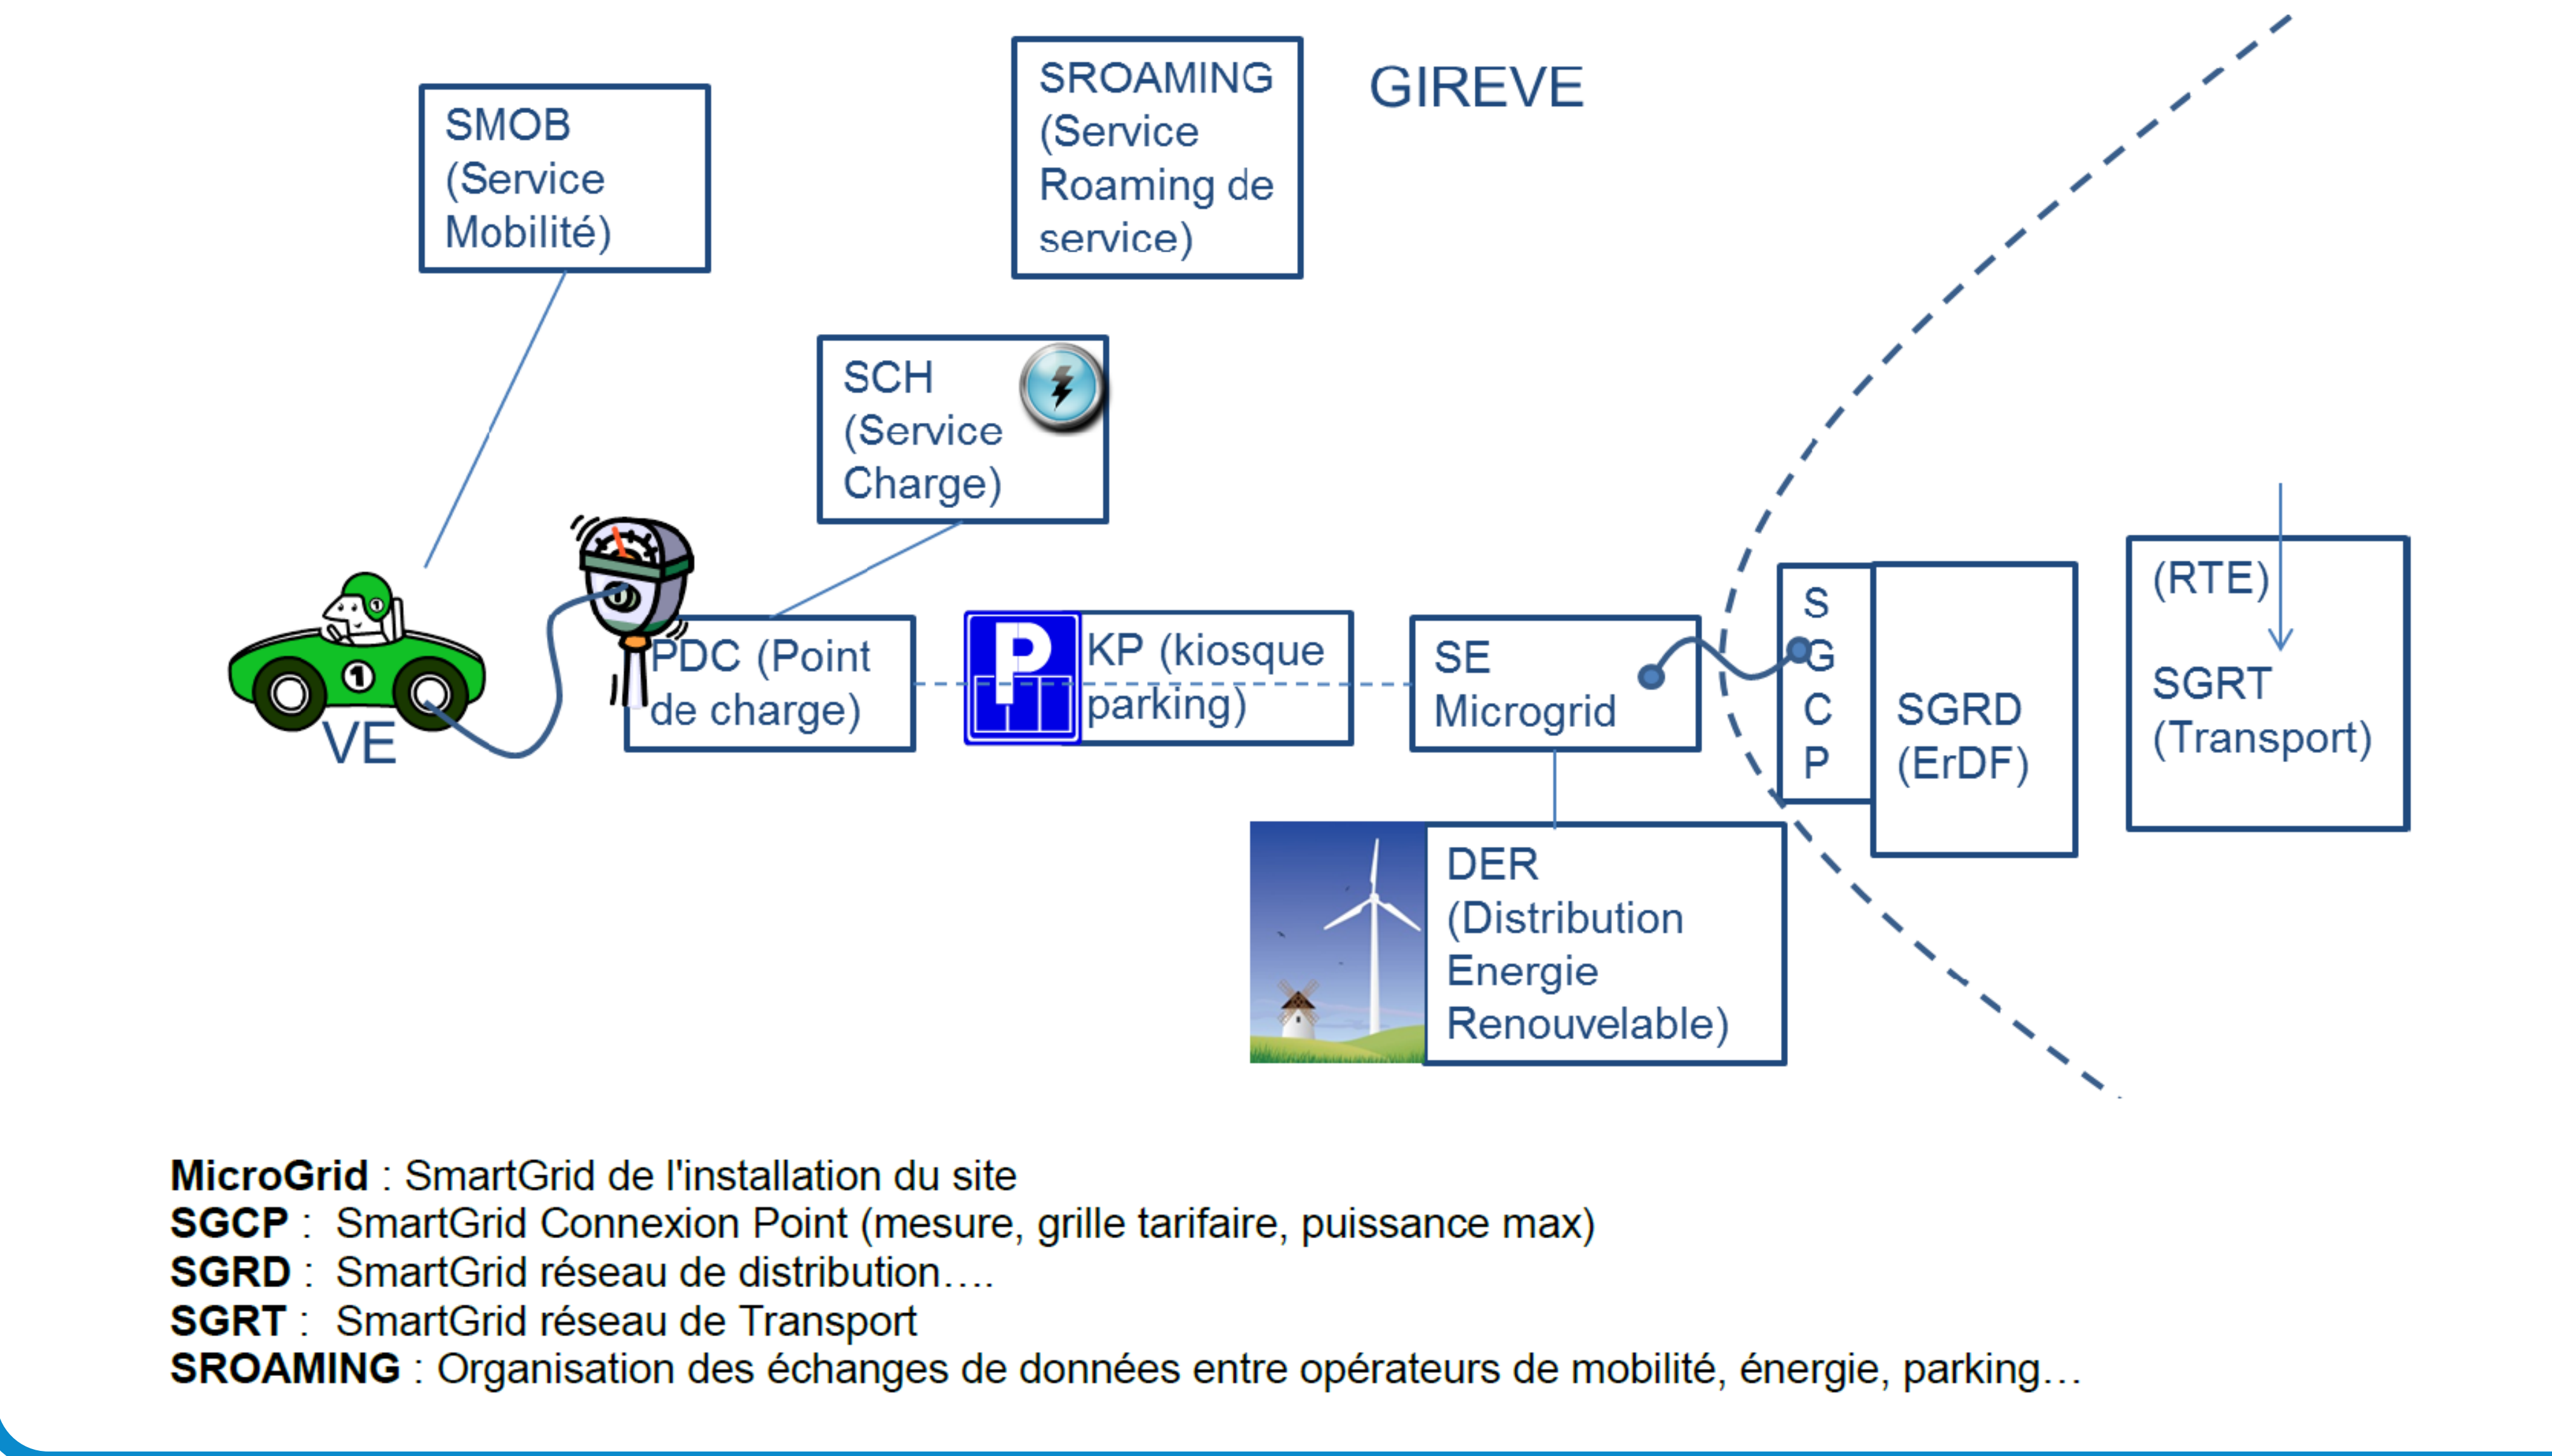 SROAMING
(Service
Roaming de
service)
GIREVE
SMOB
(Service
Mobilité)
SCH
(Service
Charge)
1
1
VE
PDC (Point
de charge)
P
KP (kiosque
parking)
SE
Microgrid
S
G
C
P
SGRD
(ErDF)
(RTE)
SGRT
(Transport)
DER
(Distribution
Energie
Renouvelable)
MicroGrid : SmartGrid de l'installation du site
SGCP : SmartGrid Connexion Point (mesure, grille tarifaire, puissance max)
SGRD : SmartGrid réseau de distribution....
SGRT : SmartGrid réseau de Transport
SROAMING : Organisation des échanges de données entre opérateurs de mobilité, énergie, parking...